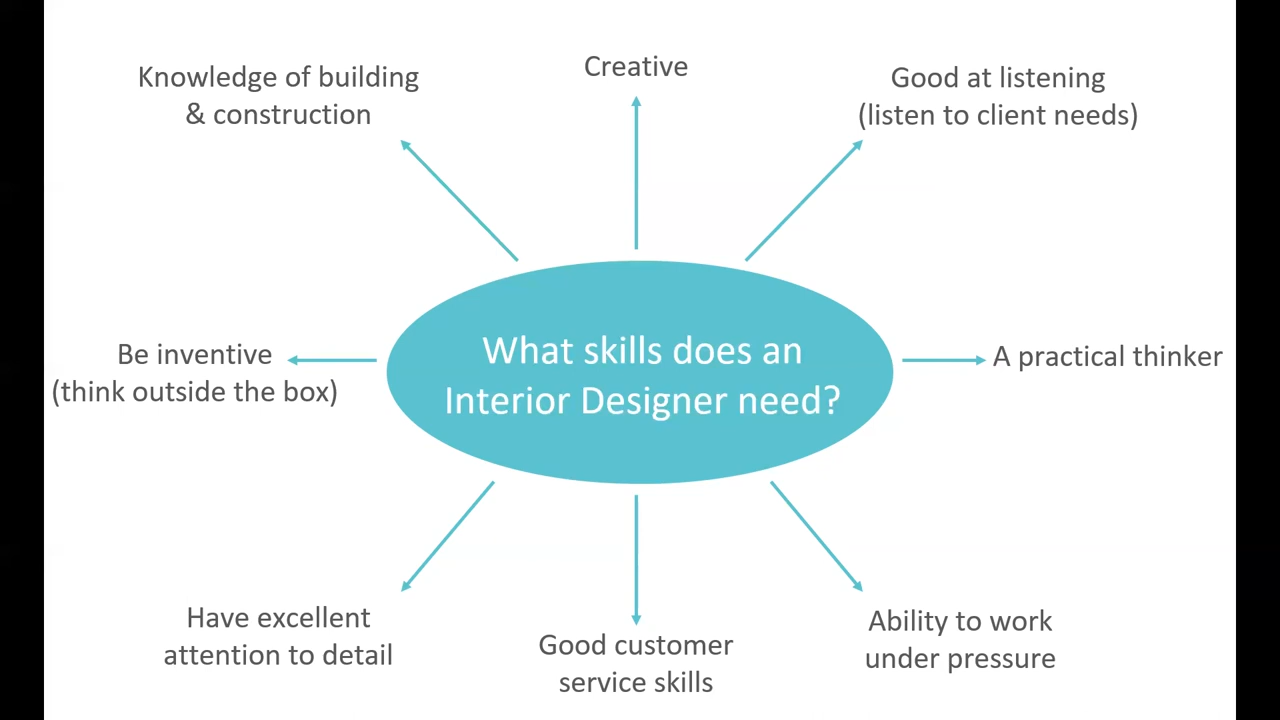 Creative
Knowledge of building
& construction
Good at listening
(listen to client needs)
What skills does an
Interior Designer need?
Be inventive
(think outside the box)
A practical thinker
Have excellent
attention to detail
Good customer
service skills
Ability to work
under pressure